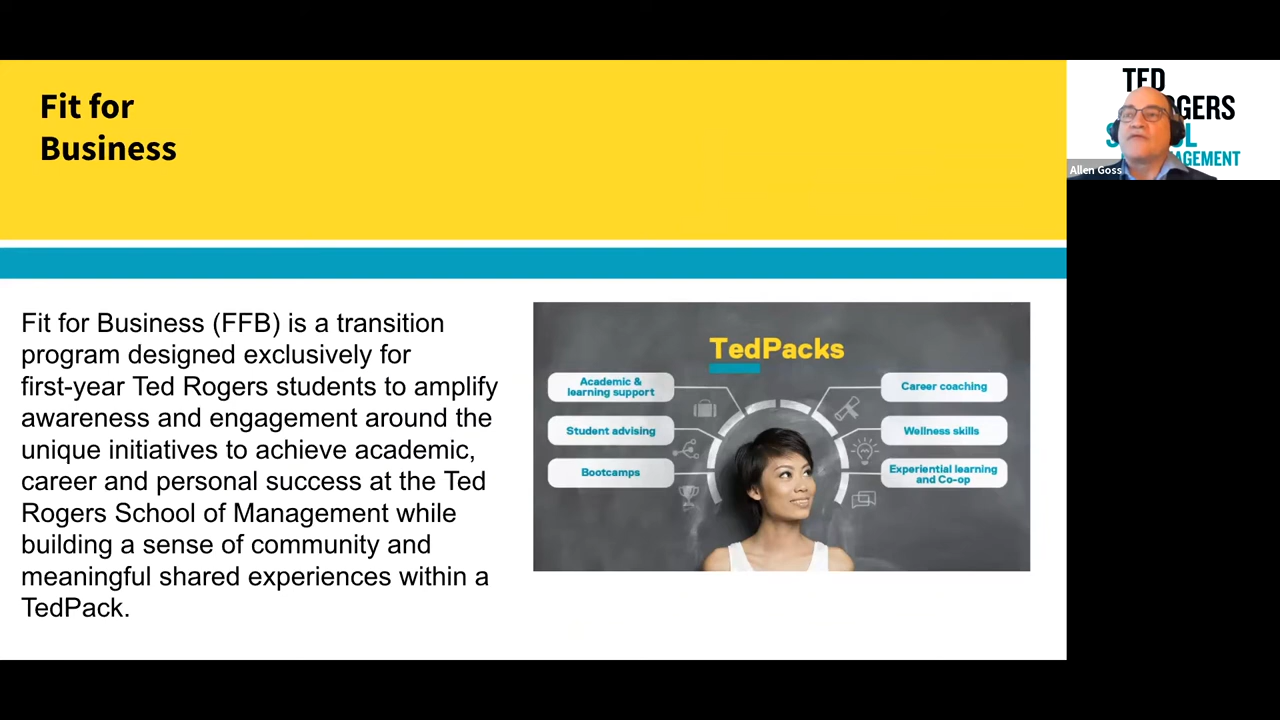 Fit for
Business
TED
GERS
S
L
AGEMENT
Allen Goss
Fit for Business (FFB) is a transition
program designed exclusively for
first-year Ted Rogers students to amplify
awareness and engagement around the
unique initiatives to achieve academic,
career and personal success at the Ted
Rogers School of Management while
building a sense of community and
meaningful shared experiences within a
TedPack.
TedPacks
Academic &
learning support
Student advising
Bootcamps
Career coaching
Wellness skills
Experiential learning
and Co-op